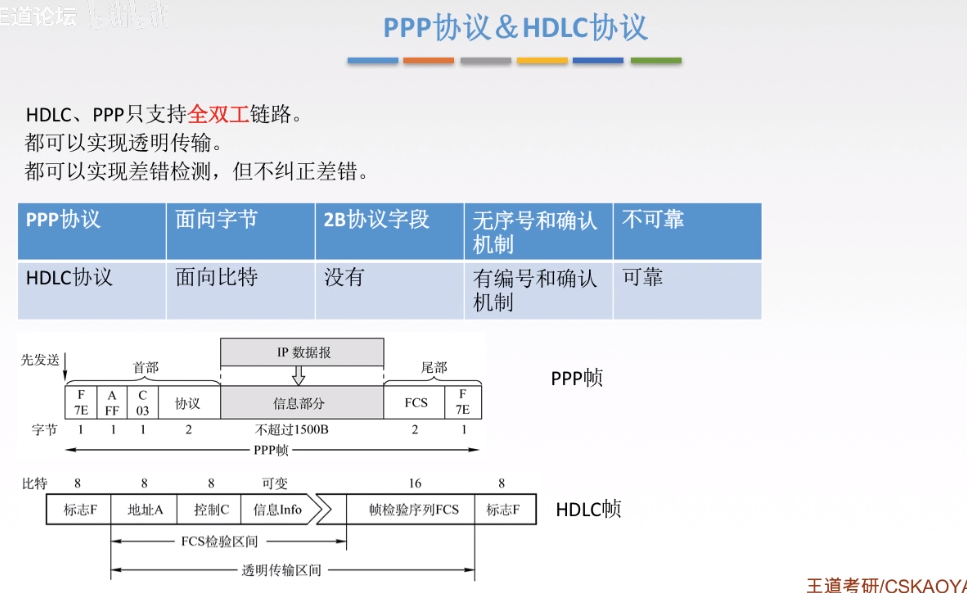 王道论坛
PPP协议&HDLC协议
HDLC、PPP只支持全双工链路。
都可以实现透明传输。
都可以实现差错检测，但不纠正差错。
PPP协议 面向字节 2B协议字段 无序号和确认机制 不可靠
HDLC协议 面向比特 没有 有编号和确认机制 可靠
IP 数据报
先发送 首部 尾部
PPP帧
F 7E A FF C 03 协议 信息部分 FCS F 7E
字节 1 1 1 2 不超过1500B 2 1
PPP帧
比特 8 8 8 可变 16 8
标志F 地址A 控制C 信息Info 帧检验序列FCS 标志F
HDLC帧
FCS检验区间
透明传输区间
王道考研/CSKAOYA